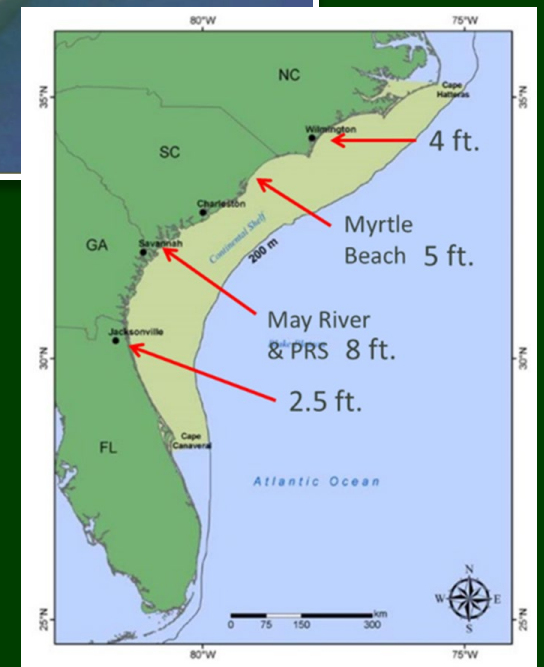 80°W
75°W
NC
35°N
35°N
Cape
Hatteras
Wilmington
4 ft.
SC
Charleston
Continental Shelf
200 m
Myrtle
Beach 5 ft.
GA
Savannah
May River
& PRS 8 ft.
Jacksonville
30°N
30°N
2.5 ft.
FL
Cape
Canaveral
Atlantic Ocean
N
W
E
S
km
0 75 150 300
25°N
25°N
80°W
75°W